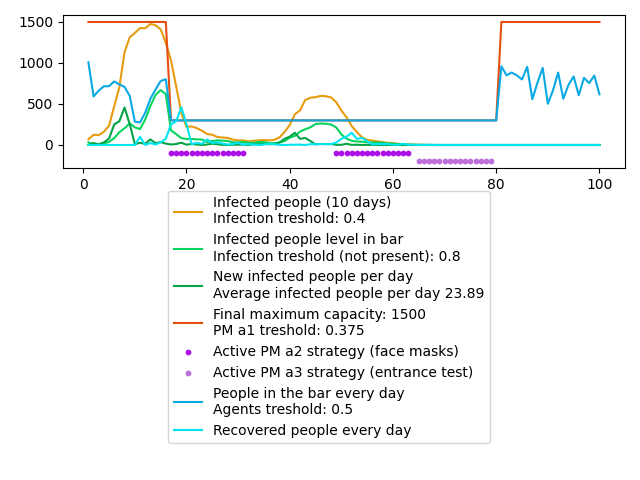 1500
1000
500
0
0
20
40
60
80
100
Infected people (10 days)
Infection treshold: 0.4
Infected people level in bar
Infection treshold (not present): 0.8
New infected people per day
Average infected people per day 23.89
Final maximum capacity: 1500
PM a1 treshold: 0.375
Active PM a2 strategy (face masks)
Active PM a3 strategy (entrance test)
People in the bar every day
Agents treshold: 0.5
Recovered people every day